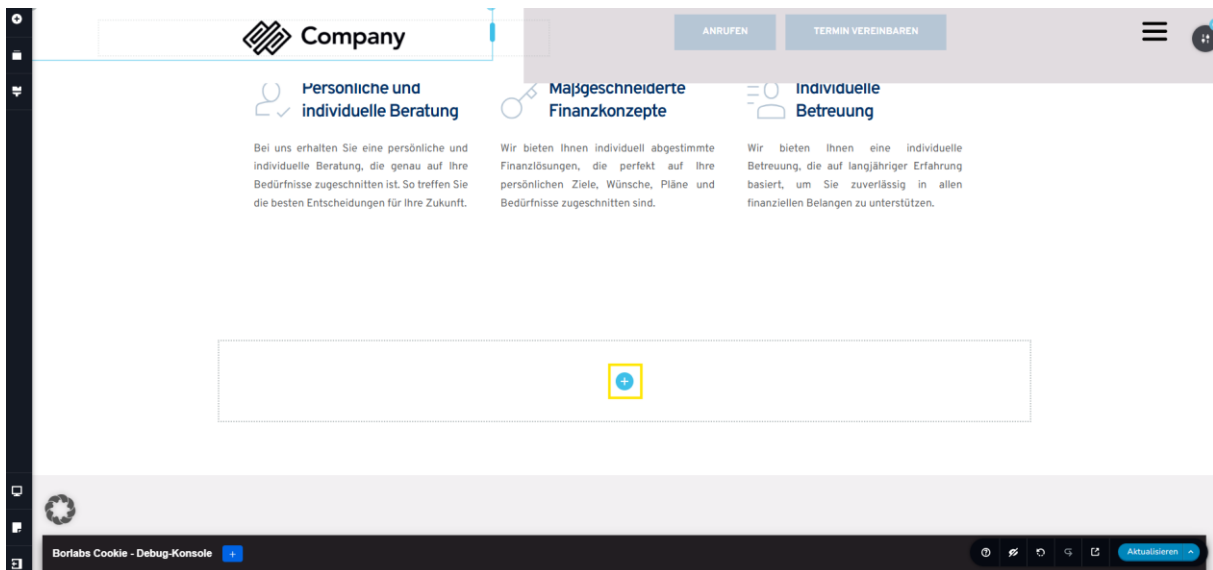 Company
ANRUFEN
TERMIN VEREINBAREN
Persönliche und
individuelle Beratung
Bei uns erhalten Sie eine persönliche und
individuelle Beratung, die genau auf Ihre
Bedürfnisse zugeschnitten ist. So treffen Sie
die besten Entscheidungen für Ihre Zukunft.
Maßgeschneiderte
Finanzkonzepte
Wir bieten Ihnen individuell abgestimmte
Finanzlösungen, die perfekt auf Ihre
persönlichen Ziele, Wünsche, Pläne und
Bedürfnisse zugeschnitten sind.
Individuelle
Betreuung
Wir bieten Ihnen eine individuelle
Betreuung, die auf langjähriger Erfahrung
basiert, um Sie zuverlässig in allen
finanziellen Belangen zu unterstützen.
Borlabs Cookie - Debug-Konsole
Aktualisieren